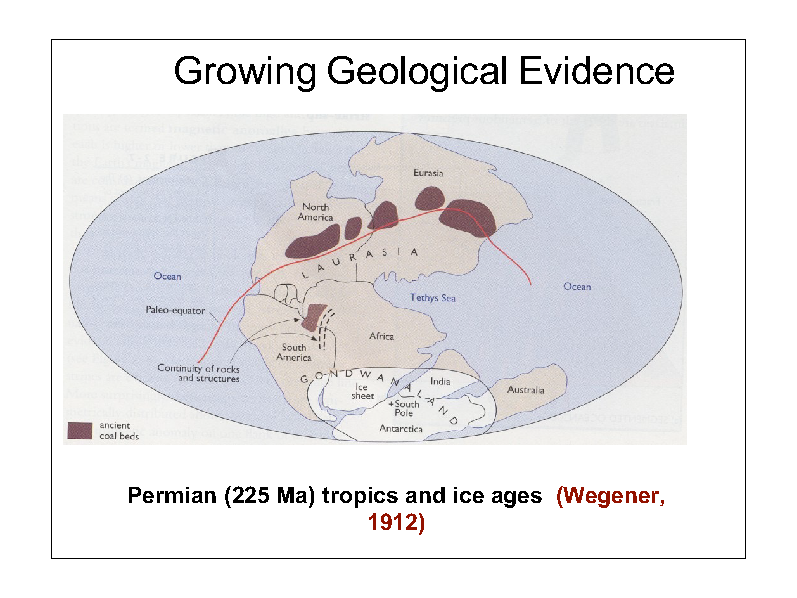 Growing Geological Evidence
Eurasia
North
America
LAURASIA
Ocean
Tethys Sea
Ocean
Paleo-equator
Africa
South
America
Continuity of rocks
and structures
GONDWANALAND
Ice
sheet
India
+South
Pole
Australia
Antarctica
ancient
coal beds
Permian (225 Ma) tropics and ice ages (Wegener,
1912)